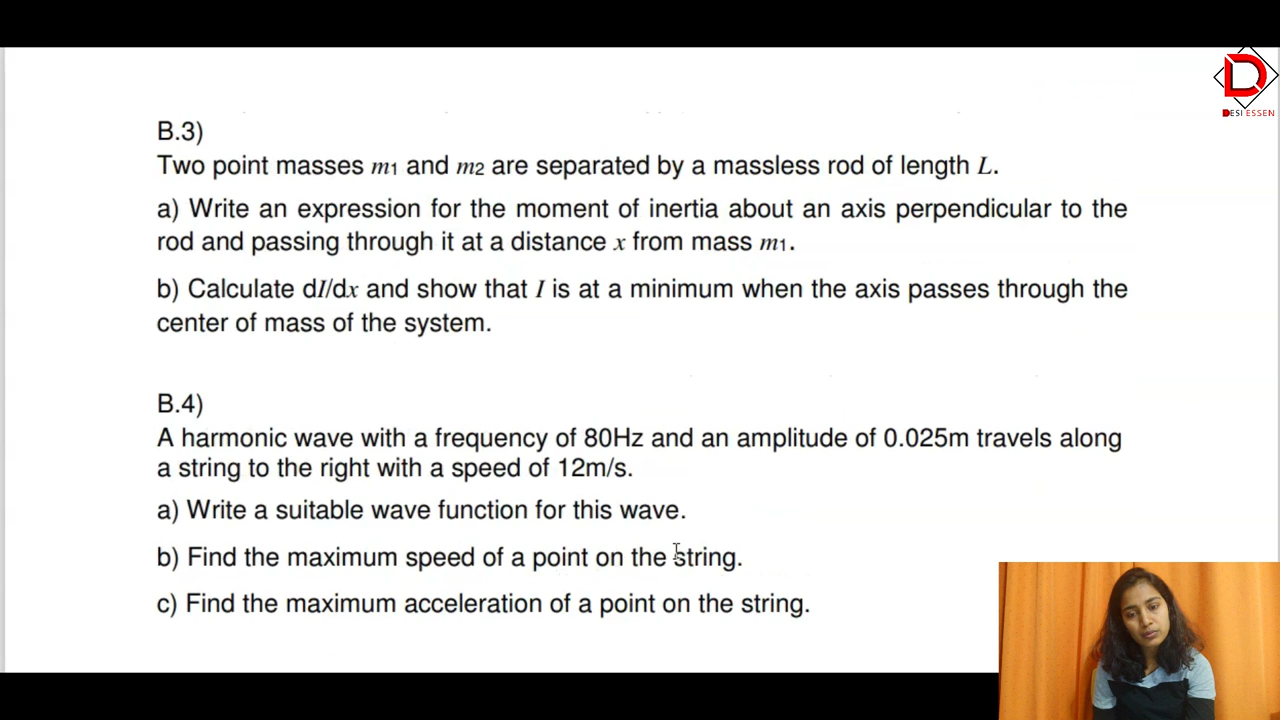 DESI ESSEN
B.3)
Two point masses m1 and m2 are separated by a massless rod of length L.
a) Write an expression for the moment of inertia about an axis perpendicular to the
rod and passing through it at a distance x from mass m1.
b) Calculate dI/dx and show that I is at a minimum when the axis passes through the
center of mass of the system.
B.4)
A harmonic wave with a frequency of 80Hz and an amplitude of 0.025m travels along
a string to the right with a speed of 12m/s.
a) Write a suitable wave function for this wave.
b) Find the maximum speed of a point on the string.
c) Find the maximum acceleration of a point on the string.